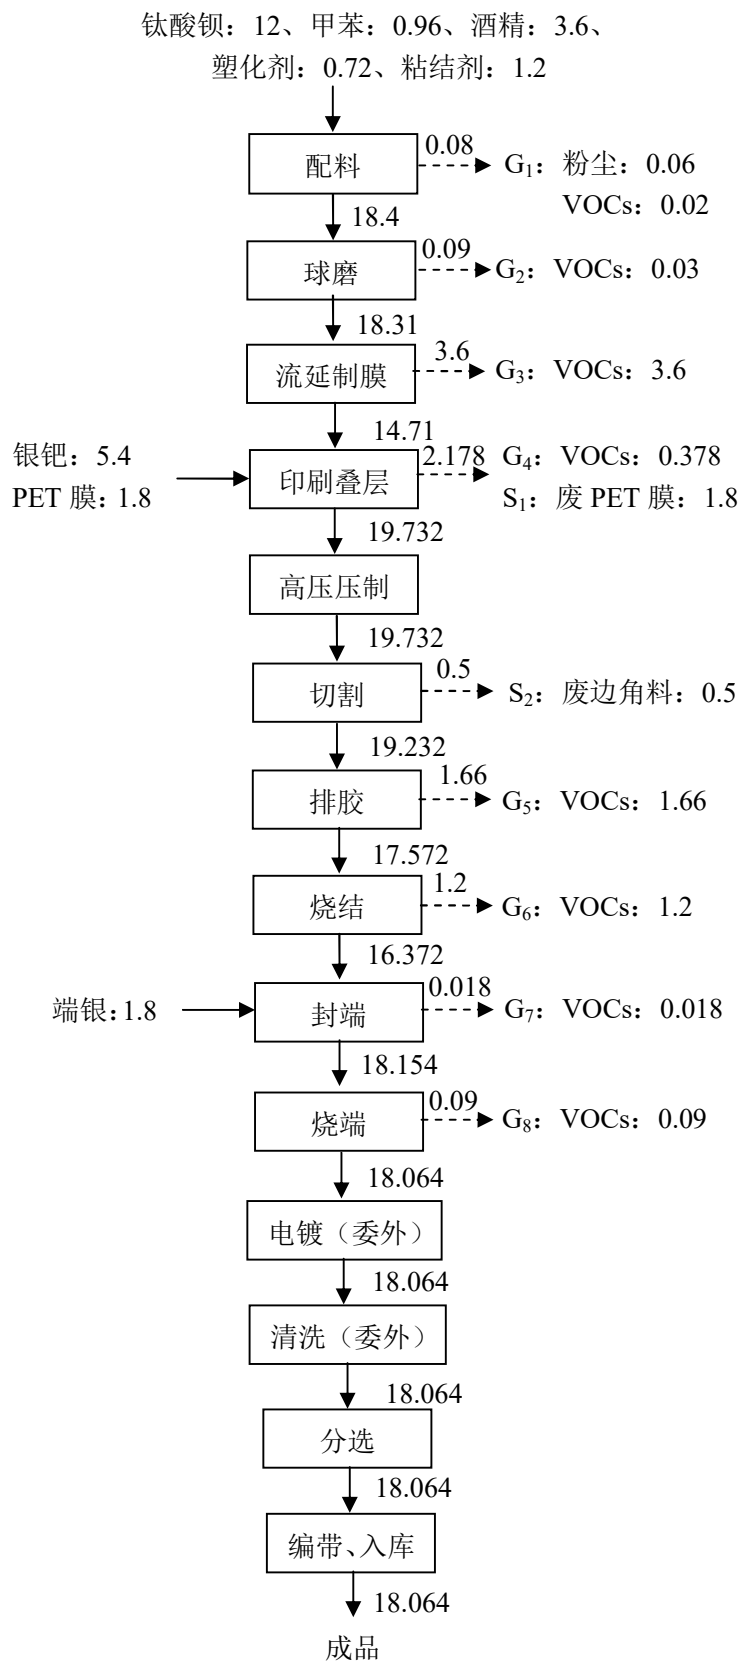 钛酸钡：12、甲苯：0.96、酒精：3.6、
塑化剂：0.72、粘结剂：1.2
配料
0.08
G₁：粉尘：0.06
VOCs：0.02
18.4
球磨
0.09
G₂：VOCs：0.03
18.31
流延制膜
3.6
G₃：VOCs：3.6
14.71
银钯：5.4
PET 膜：1.8
印刷叠层
2.178
G₄：VOCs：0.378
S₁：废 PET 膜：1.8
19.732
高压压制
19.732
切割
0.5
S₂：废边角料：0.5
19.232
排胶
1.66
G₅：VOCs：1.66
17.572
烧结
1.2
G₆：VOCs：1.2
16.372
端银：1.8
封端
0.018
G₇：VOCs：0.018
18.154
烧端
0.09
G₈：VOCs：0.09
18.064
电镀（委外）
18.064
清洗（委外）
18.064
分选
18.064
编带、入库
18.064
成品